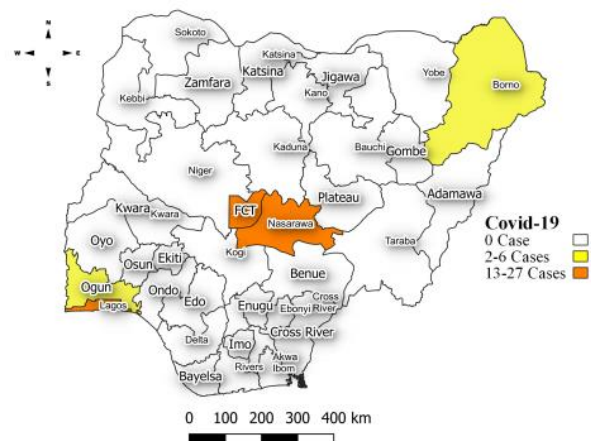 N
W E
S
Sokoto
Katsina
Zamfara
Katsina
Jigawa
Yobe
Borno
Kebbi
Kano
Kaduna
Bauchi
Gombe
Niger
Plateau
Adamawa
FCT
Nasarawa
Kwara
Kwara
Oyo
Kogi
Taraba
Osun
Ekiti
Benue
Ogun
Ondo
Edo
Lagos
Enugu
Ebonyi
Cross
River
Cross River
Delta
Imo
Akwa
Ibom
Rivers
Bayelsa
Covid-19
0 Case
2-6 Cases
13-27 Cases
0 100 200 300 400 km